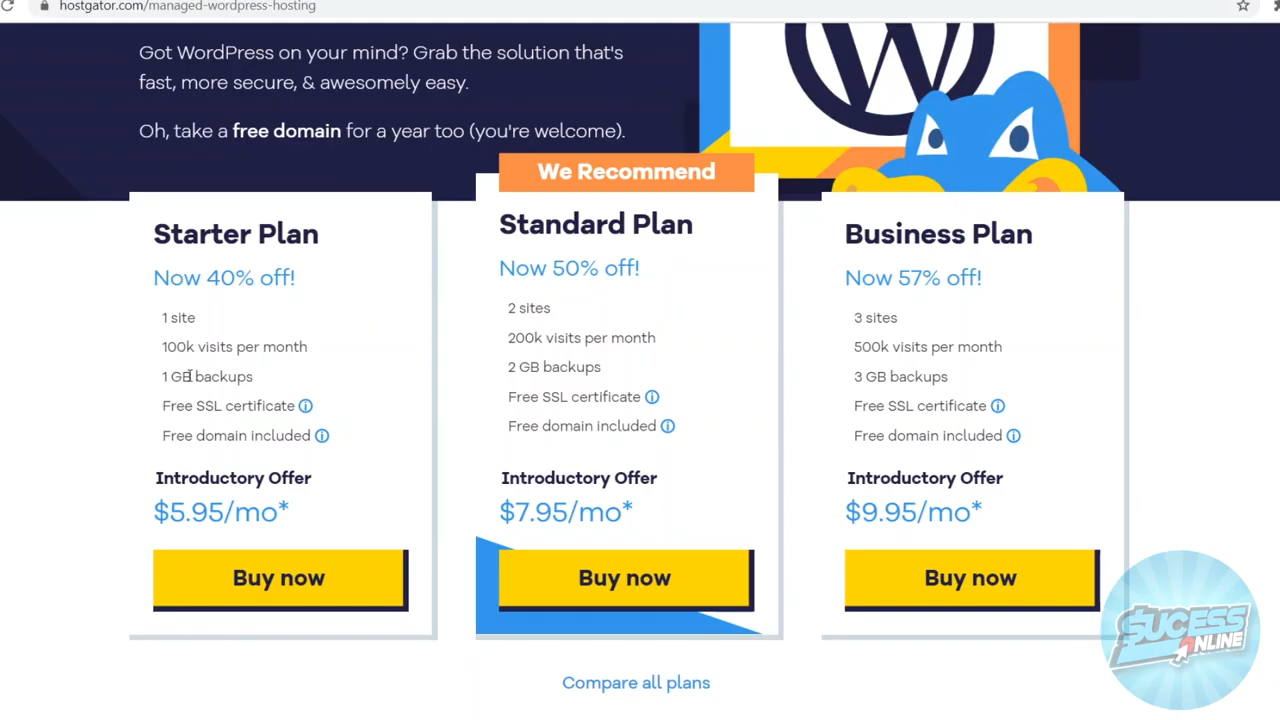 hostgator.com/managed-wordpress-hosting
Got WordPress on your mind? Grab the solution that's
fast, more secure, & awesomely easy.
Oh, take a free domain for a year too (you're welcome).
Starter Plan
Now 40% off!
1 site
100k visits per month
1 GB backups
Free SSL certificate
Free domain included
Introductory Offer
$5.95/mo*
Buy now
We Recommend
Standard Plan
Now 50% off!
2 sites
200k visits per month
2 GB backups
Free SSL certificate
Free domain included
Introductory Offer
$7.95/mo*
Buy now
Business Plan
Now 57% off!
3 sites
500k visits per month
3 GB backups
Free SSL certificate
Free domain included
Introductory Offer
$9.95/mo*
Buy now
Compare all plans
$UCESS
ONLINE